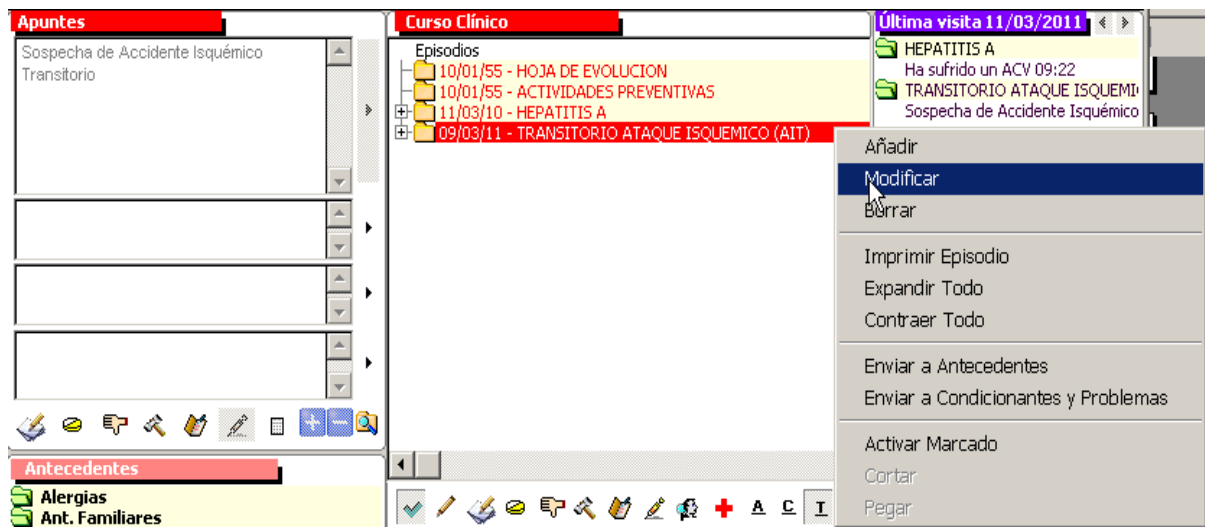 Apuntes
Sospecha de Accidente Isquémico
Transitorio
Antecedentes
Alergias
Ant. Familiares
Curso Clínico
Episodios
10/01/55 - HOJA DE EVOLUCION
10/01/55 - ACTIVIDADES PREVENTIVAS
11/03/10 - HEPATITIS A
09/03/11 - TRANSITORIO ATAQUE ISQUEMICO (AIT)
A C I
Última visita 11/03/2011
HEPATITIS A
Ha sufrido un ACV 09:22
TRANSITORIO ATAQUE ISQUEMI
Sospecha de Accidente Isquémico
Añadir
Modificar
Borrar
Imprimir Episodio
Expandir Todo
Contraer Todo
Enviar a Antecedentes
Enviar a Condicionantes y Problemas
Activar Marcado
Cortar
Pegar